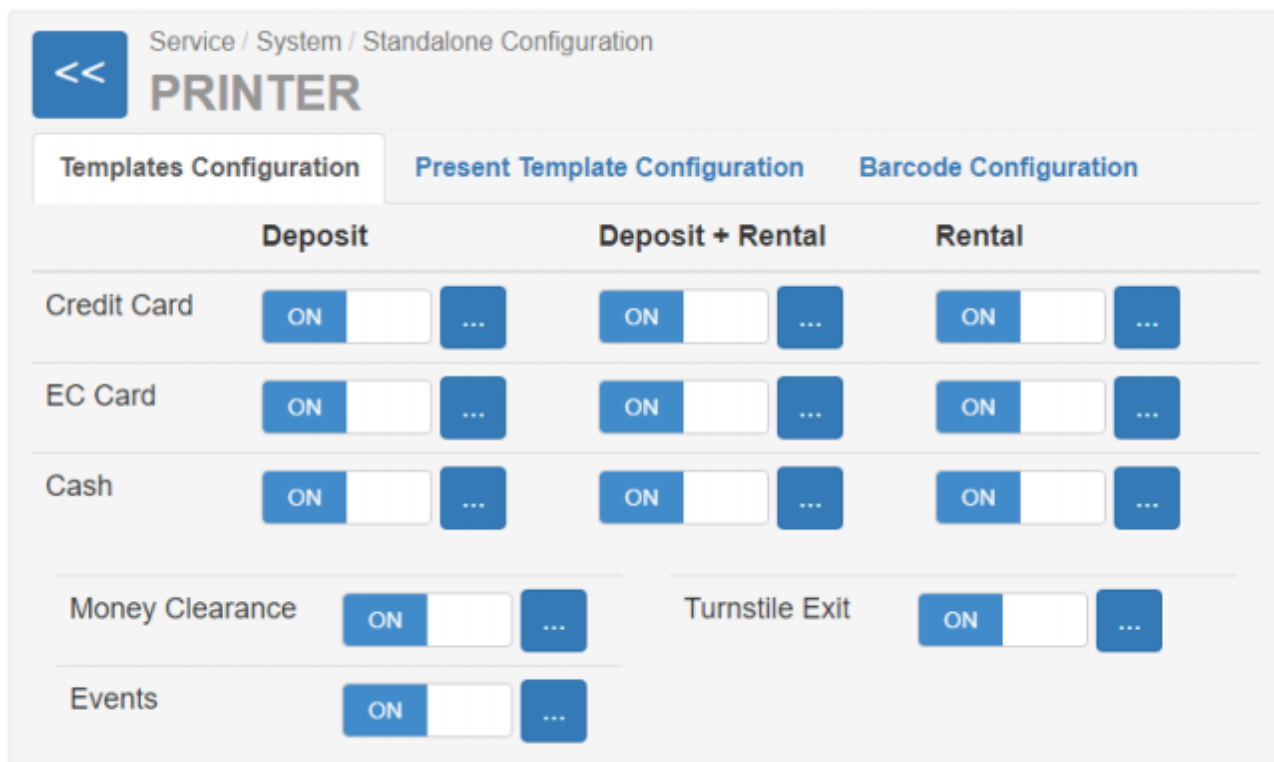 <<
Service / System / Standalone Configuration
PRINTER
Templates Configuration Present Template Configuration Barcode Configuration
Deposit Deposit + Rental Rental
Credit Card ON ... ON ... ON ...
EC Card ON ... ON ... ON ...
Cash ON ... ON ... ON ...
Money Clearance ON ... Turnstile Exit ON ...
Events ON ...